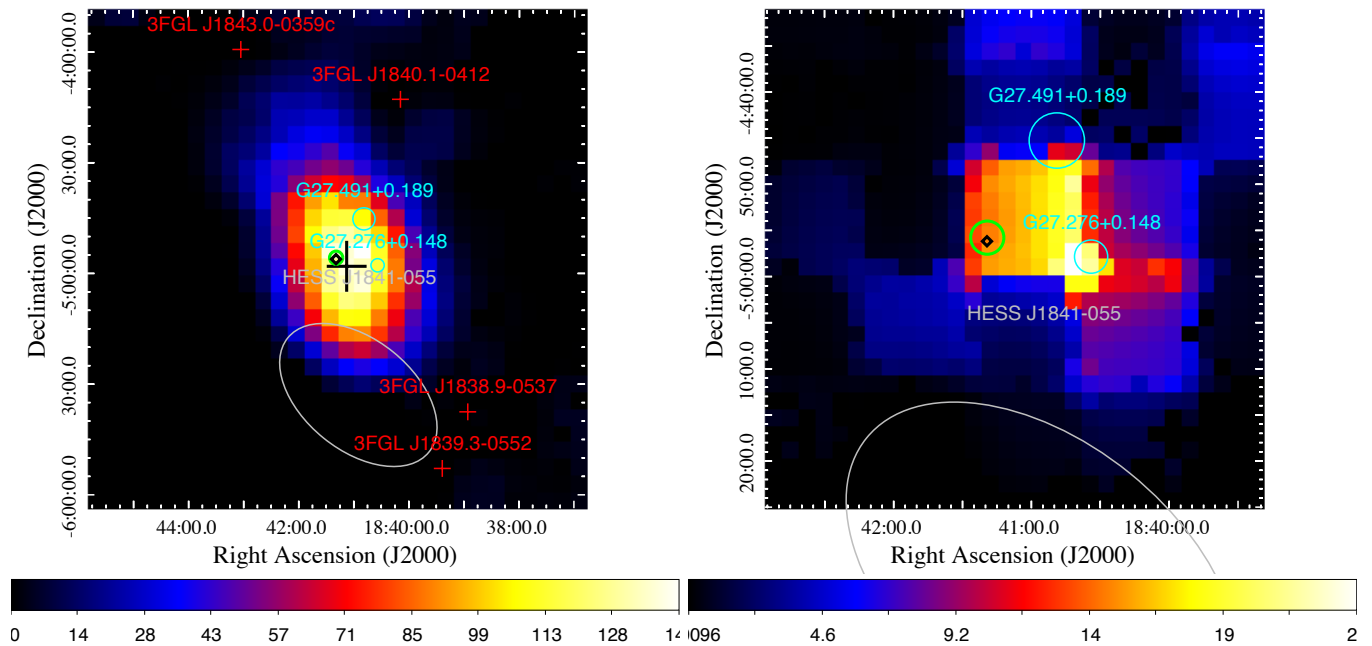 3FGL J1843.0-0359c
3FGL J1840.1-0412
G27.491+0.189
G27.276+0.148
HESS J1841-055
3FGL J1838.9-0537
3FGL J1839.3-0552
Declination (J2000)
-4:00:00.0
30:00.0
-5:00:00.0
30:00.0
-6:00:00.0
44:00.0 42:00.0 18:40:00.0 38:00.0
Right Ascension (J2000)
0 14 28 43 57 71 85 99 113 128
G27.491+0.189
G27.276+0.148
HESS J1841-055
Declination (J2000)
-4:40:00.0
50:00.0
-5:00:00.0
10:00.0
20:00.0
42:00.0 41:00.0 18:40:00.0
Right Ascension (J2000)
4.6 9.2 14 19